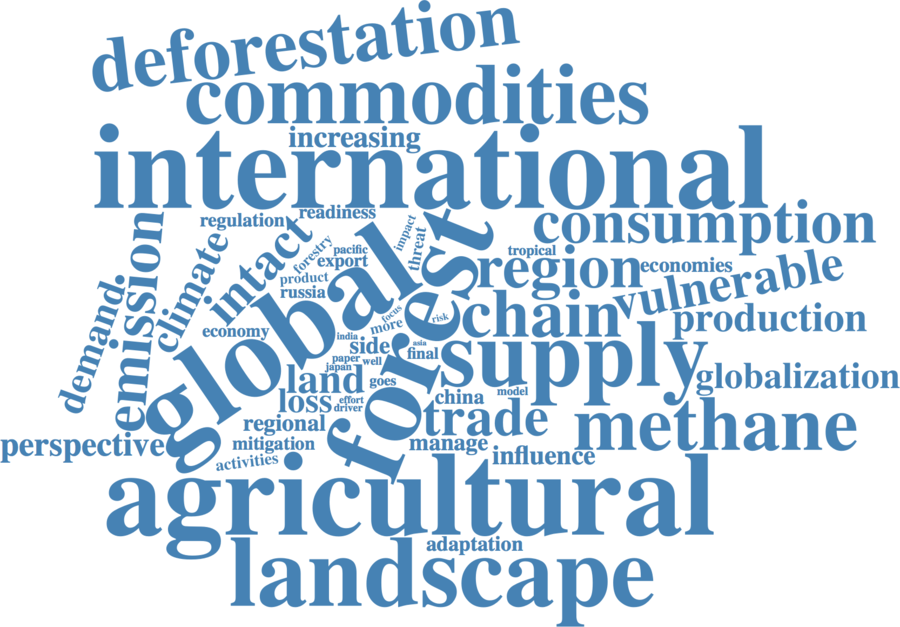 deforestation
commodities
increasing
international
regulation
readiness
consumption
emission
climate
intact
forestry
pacific
impact
threat
export
product
russia
global
forest
tropical
region
economies
vulnerable
demand
economy
chain
production
focus
more
risk
india
side
asia
final
supply
paper
well
japan
land
goes
globalization
model
china
loss
effort
driver
trade
methane
regional
perspective
mitigation
manage
influence
activities
agricultural
adaptation
landscape